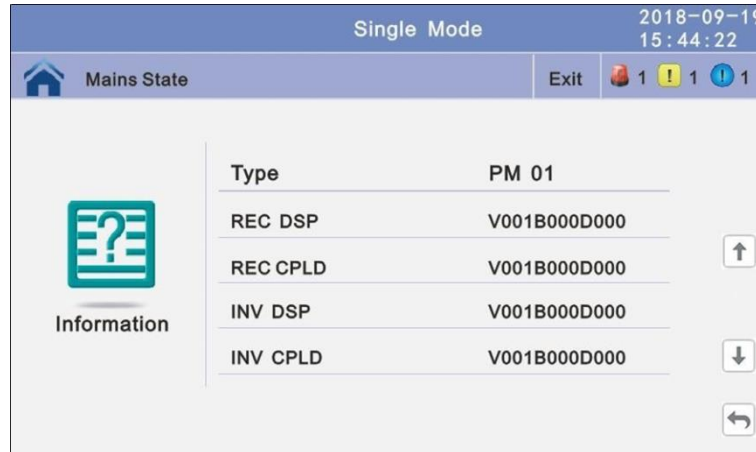 Single Mode
2018-09-19
15:44:22
Mains State
Exit
1
1
1
Type PM 01
REC DSP V001B000D000
REC CPLD V001B000D000
INV DSP V001B000D000
INV CPLD V001B000D000
Information